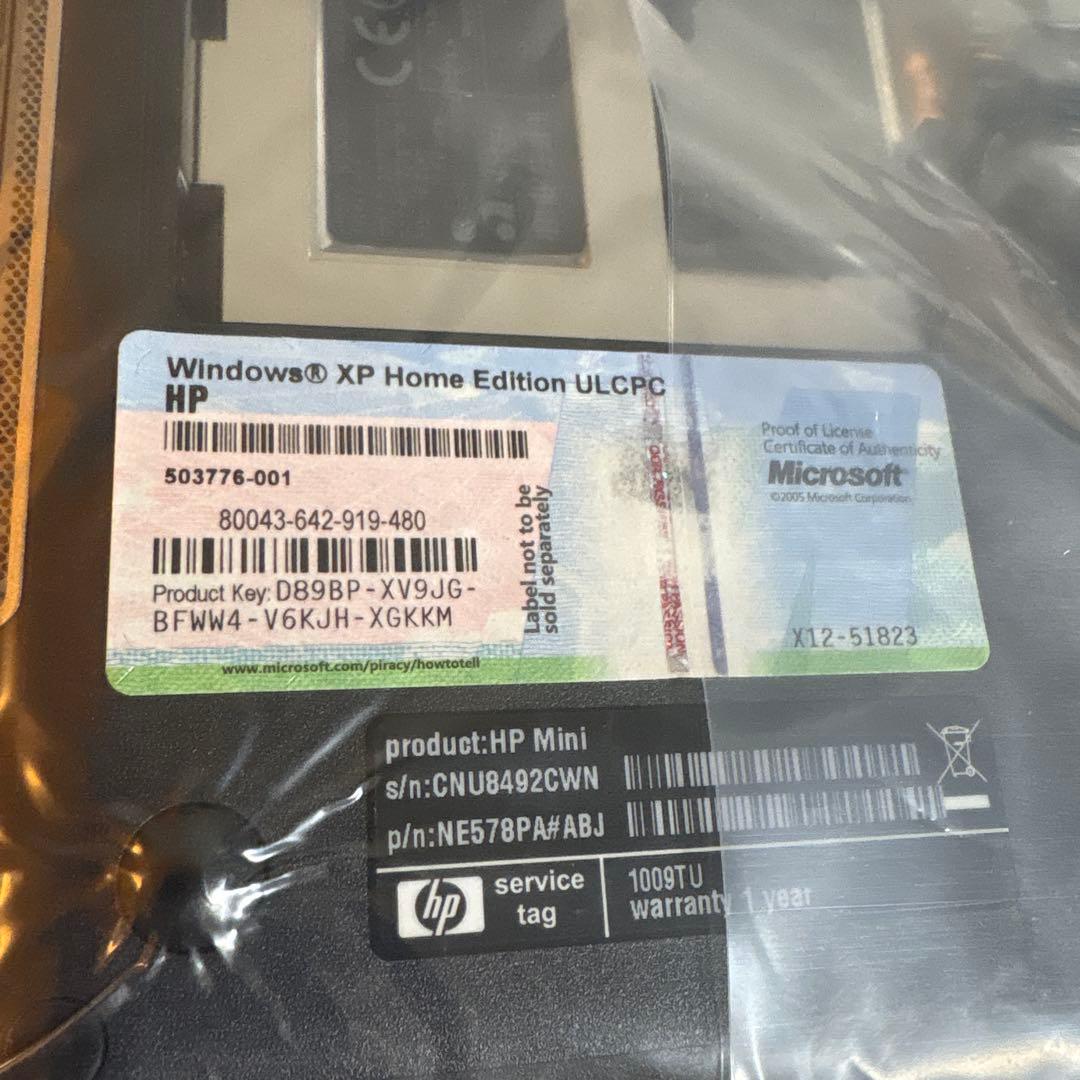 CE
Windows® XP Home Edition ULCPC
HP
503776-001
80043-642-919-480
Product Key: D89BP-XV9JG-
BFWW4-V6KJH-XGKKM
Label not to be
sold separately
www.microsoft.com/piracy/howtotell
Proof of License
Certificate of Authenticity
Microsoft
©2005 Microsoft Corporation
X12-51823
product:HP Mini
s/n:CNU8492CWN
p/n:NE578PA#ABJ
hp
service
tag
1009TU
warranty 1 year